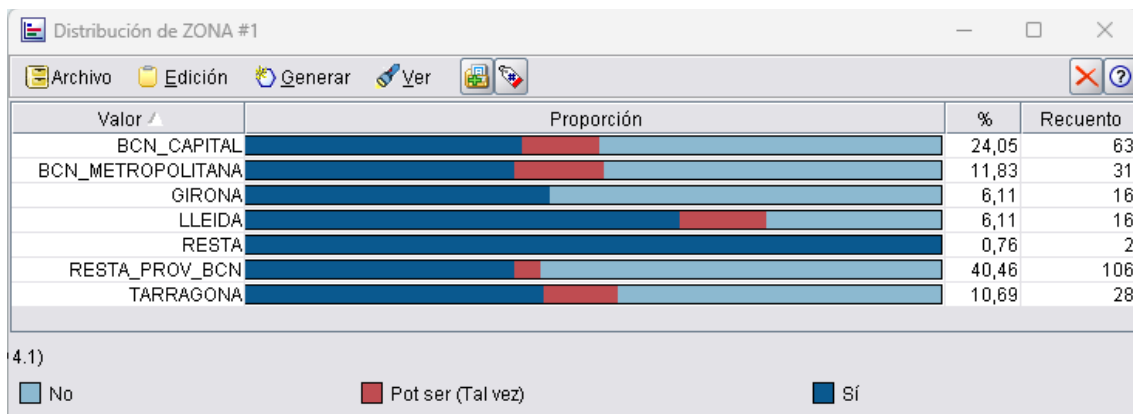 Distribución de ZONA #1
Archivo Edición Generar Ver
Valor Proporción % Recuento
BCN_CAPITAL 24,05 63
BCN_METROPOLITANA 11,83 31
GIRONA 6,11 16
LLEIDA 6,11 16
RESTA 0,76 2
RESTA_PROV_BCN 40,46 106
TARRAGONA 10,69 28
4.1)
No Pot ser (Tal vez) Sí